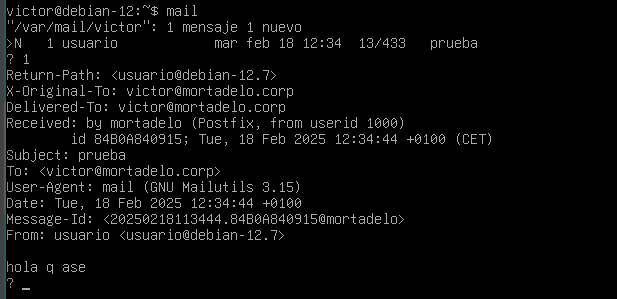 victor@debian-12:~$ mail
"/var/mail/victor": 1 mensaje 1 nuevo
>N   1 usuario            mar feb 18 12:34  13/433   prueba
? 1
Return-Path: <usuario@debian-12.7>
X-Original-To: victor@mortadelo.corp
Delivered-To: victor@mortadelo.corp
Received: by mortadelo (Postfix, from userid 1000)
        id 84B0A840915; Tue, 18 Feb 2025 12:34:44 +0100 (CET)
Subject: prueba
To: <victor@mortadelo.corp>
User-Agent: mail (GNU Mailutils 3.15)
Date: Tue, 18 Feb 2025 12:34:44 +0100
Message-Id: <20250218113444.84B0A840915@mortadelo>
From: usuario <usuario@debian-12.7>

hola q ase
? _